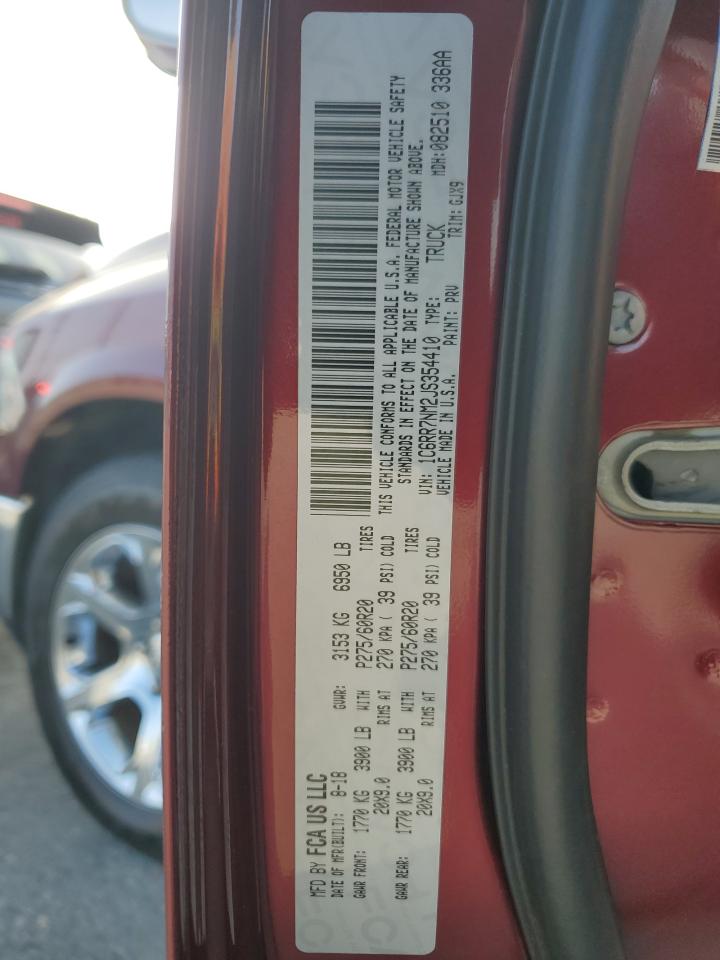 MFD BY FCA US LLC
DATE OF MFR(BUILT): 8-18 GVWR: 3153 KG 6950 LB
GAWR FRONT: 1770 KG 3900 LB WITH P275/60R20 TIRES
20X9.0 RIMS AT 270 KPA ( 39 PSI) COLD
GAWR REAR: 1770 KG 3900 LB WITH P275/60R20 TIRES
20X9.0 RIMS AT 270 KPA ( 39 PSI) COLD
THIS VEHICLE CONFORMS TO ALL APPLICABLE U.S.A. FEDERAL MOTOR VEHICLE SAFETY
STANDARDS IN EFFECT ON THE DATE OF MANUFACTURE SHOWN ABOVE.
VIN: 1C6RR7NM2JS354410 TYPE: TRUCK MDH:082510 336AA
VEHICLE MADE IN U.S.A. PAINT: PRV TRIM: GJX9